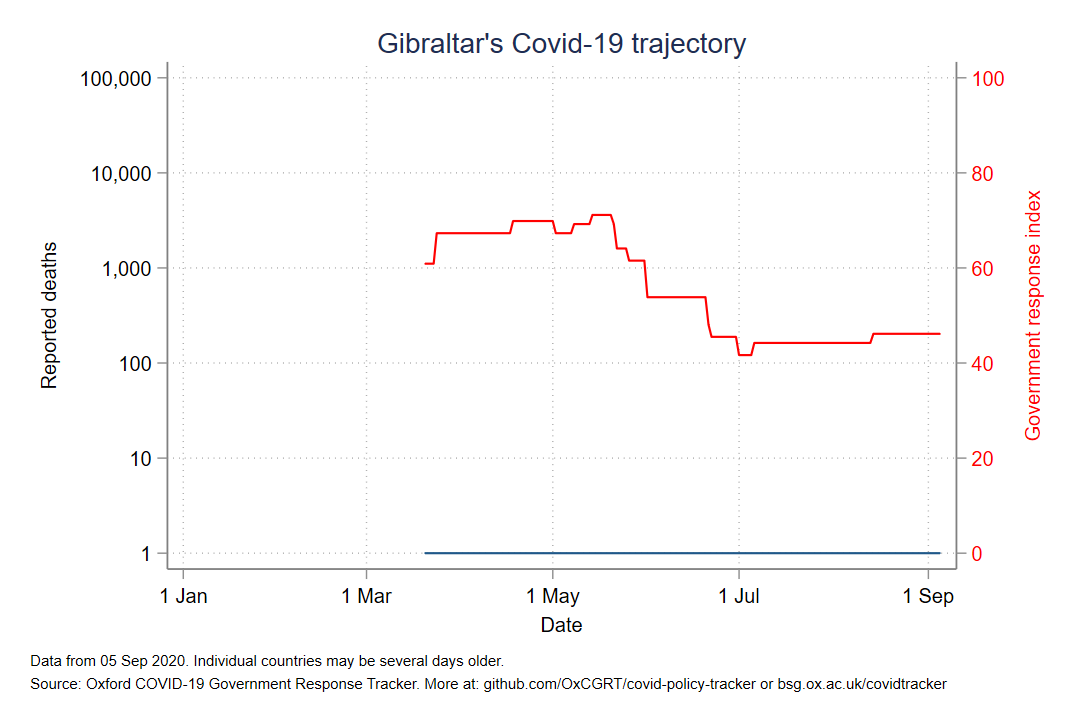 Gibraltar's Covid-19 trajectory
100,000
10,000
1,000
100
10
1
Reported deaths
100
80
60
40
20
0
Government response index
1 Jan
1 Mar
1 May
1 Jul
1 Sep
Date
Data from 05 Sep 2020. Individual countries may be several days older.
Source: Oxford COVID-19 Government Response Tracker. More at: github.com/OxCGRT/covid-policy-tracker or bsg.ox.ac.uk/covidtracker